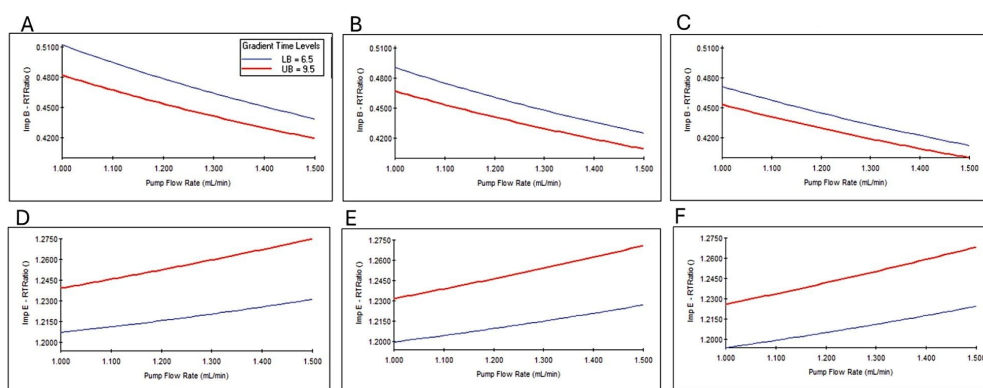 A
B
C
Imp B - RTRatio ()
0.5100
0.4800
0.4500
0.4200
1.000 1.100 1.200 1.300 1.400 1.500
Pump Flow Rate (mL/min)
Gradient Time Levels
LB = 6.5
UB = 9.5
Imp B - RTRatio ()
0.5100
0.4800
0.4500
0.4200
1.000 1.100 1.200 1.300 1.400 1.500
Pump Flow Rate (mL/min)
Imp B - RTRatio ()
0.5100
0.4800
0.4500
0.4200
1.000 1.100 1.200 1.300 1.400 1.500
Pump Flow Rate (mL/min)
D
E
F
Imp E - RTRatio ()
1.2750
1.2600
1.2450
1.2300
1.2150
1.2000
1.000 1.100 1.200 1.300 1.400 1.500
Pump Flow Rate (mL/min)
Imp E - RTRatio ()
1.2750
1.2600
1.2450
1.2300
1.2150
1.2000
1.000 1.100 1.200 1.300 1.400 1.500
Pump Flow Rate (mL/min)
Imp E - RTRatio ()
1.2750
1.2600
1.2450
1.2300
1.2150
1.2000
1.000 1.100 1.200 1.300 1.400 1.500
Pump Flow Rate (mL/min)